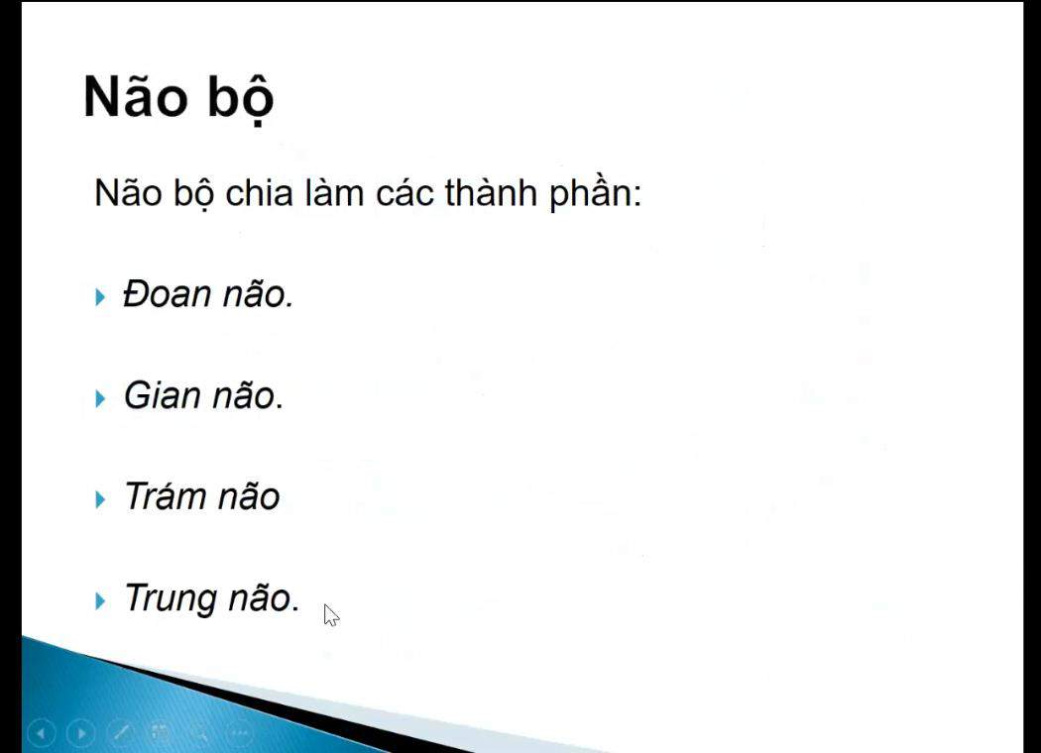 Não bộ
Não bộ chia làm các thành phần:
Đoan não.
Gian não.
Trám não
Trung não.